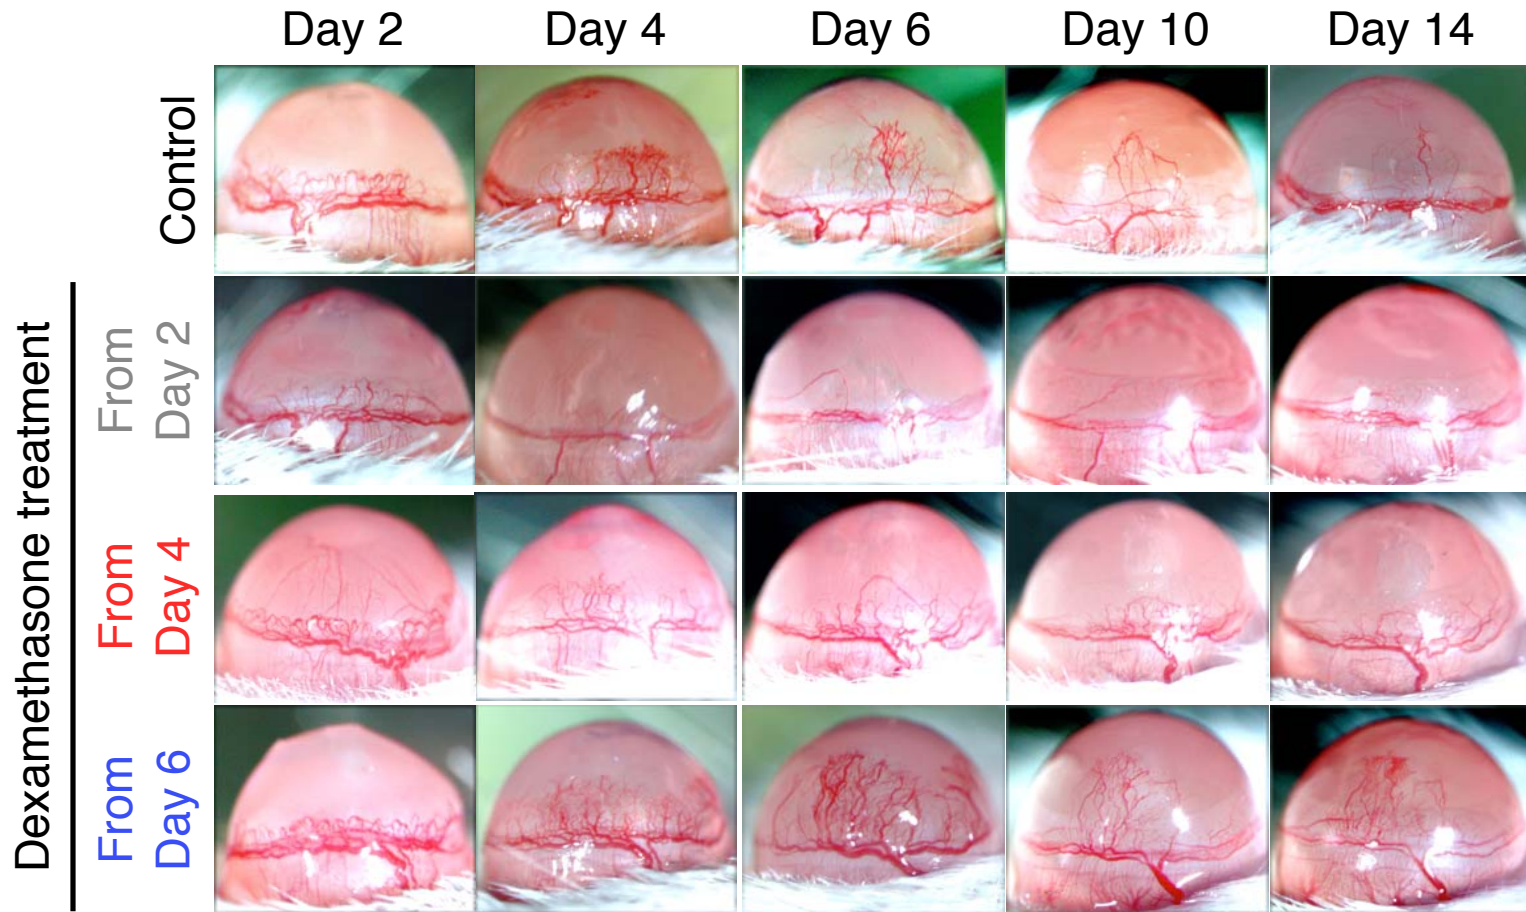 Day 2 Day 4 Day 6 Day 10 Day 14
Control
Dexamethasone treatment
From
Day 2
From
Day 4
From
Day 6